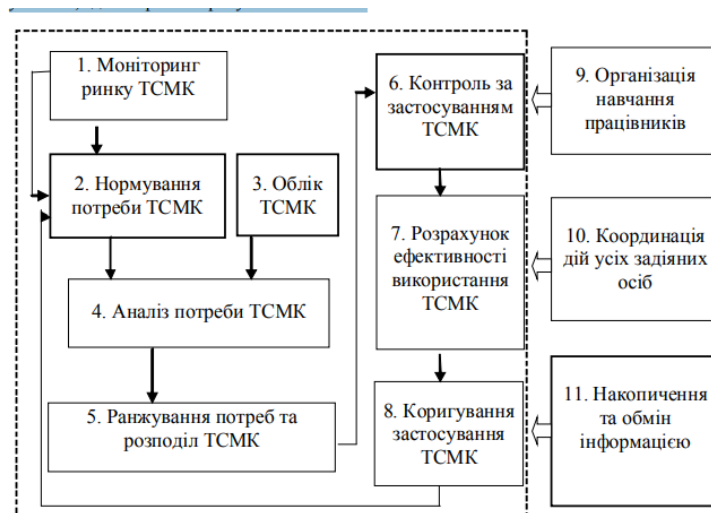 1. Моніторинг
ринку ТСМК
2. Нормування
потреби ТСМК
3. Облік
ТСМК
4. Аналіз потреби ТСМК
5. Ранжування потреб та
розподіл ТСМК
6. Контроль за
застосуванням
ТСМК
7. Розрахунок
ефективності
використання
ТСМК
8. Коригування
застосування
ТСМК
9. Організація
навчання
працівників
10. Координація
дій усіх задіяних
осіб
11. Накопичення
та обмін
інформацією